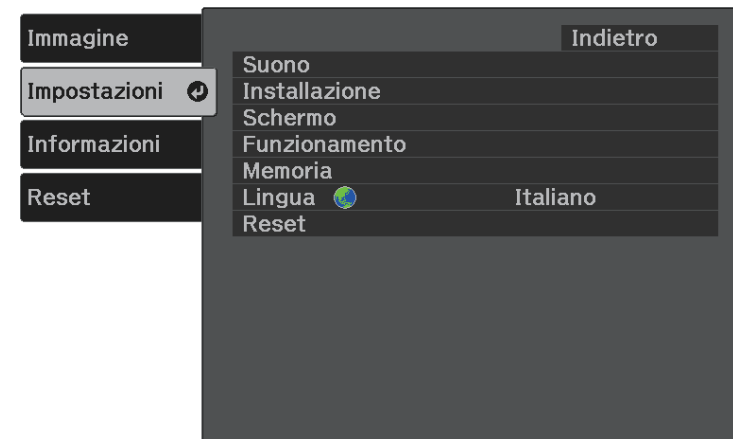 Immagine
Impostazioni
Informazioni
Reset
Indietro
Suono
Installazione
Schermo
Funzionamento
Memoria
Lingua Italiano
Reset